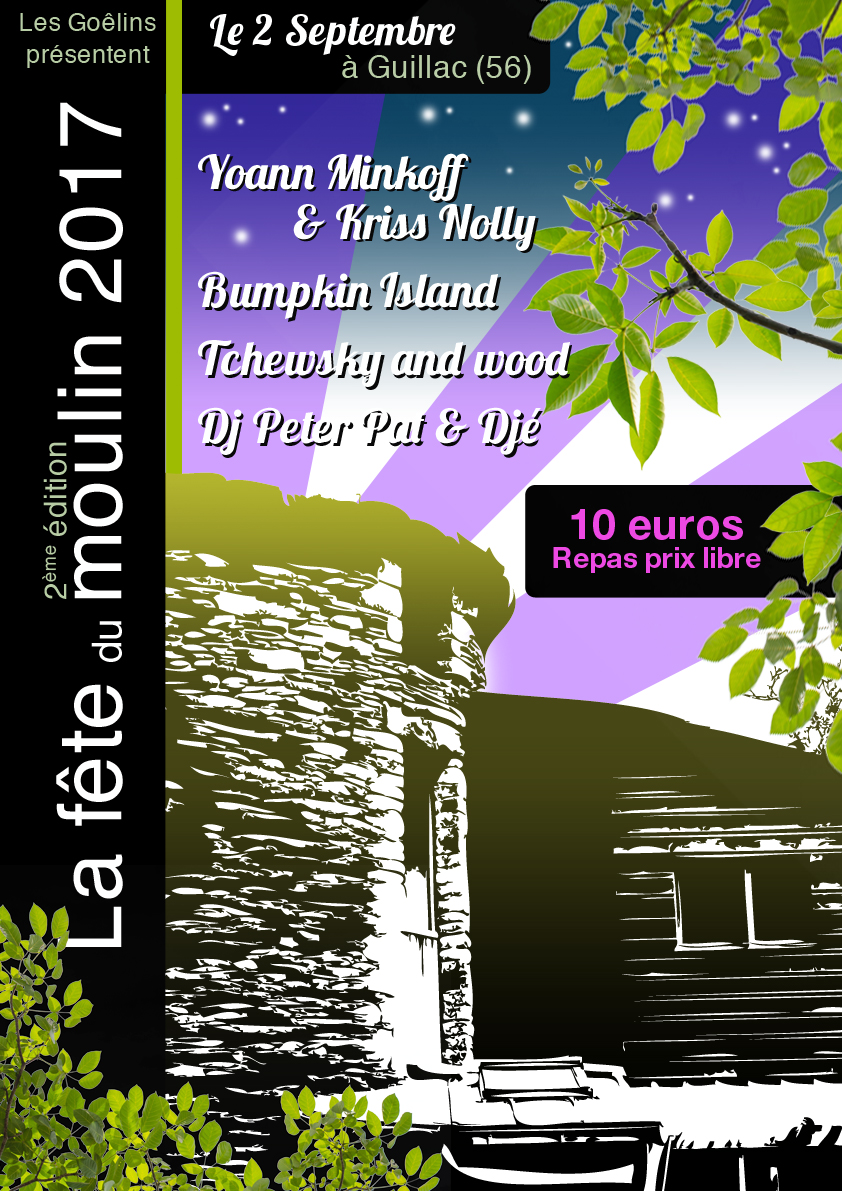 Les Goêlins
présentent
Le 2 Septembre
à Guillac (56)
La fête du moulin 2017
2ème édition
Yoann Minkoff
& Kriss Nolly
Bumpkin Island
Tchewsky and wood
Dj Peter Pat & Djé
10 euros
Repas prix libre